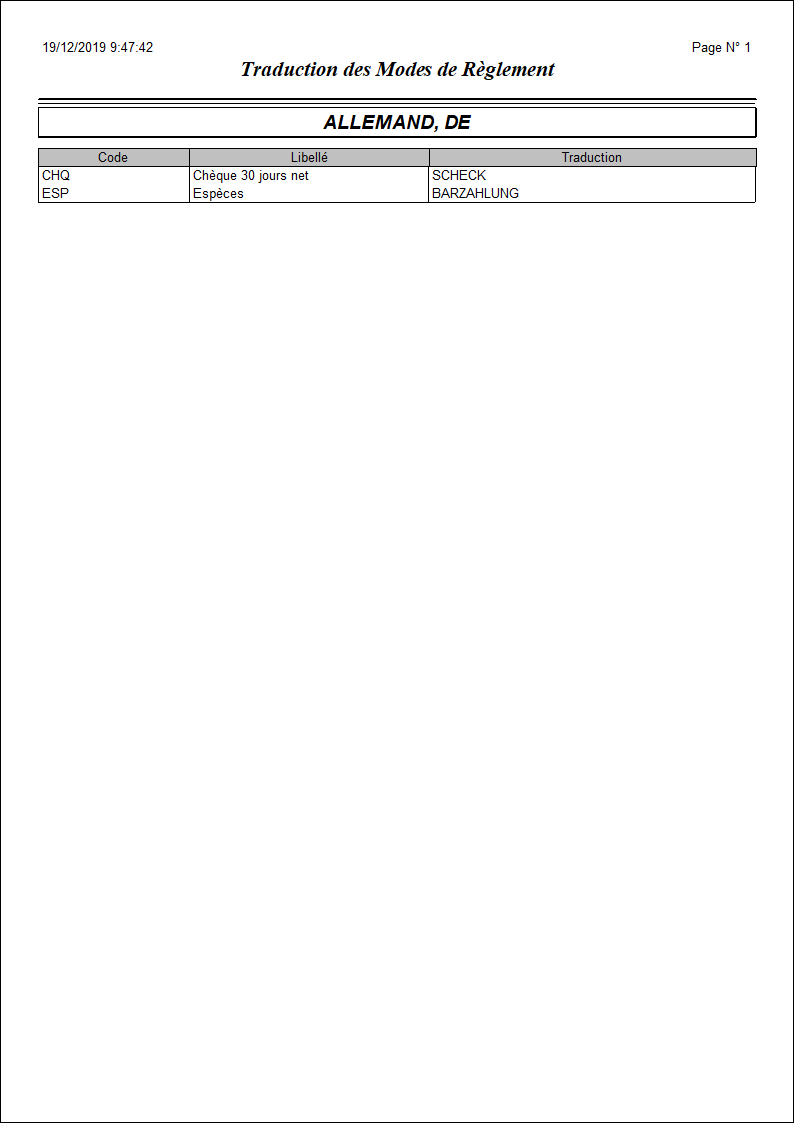 19/12/2019 9:47:42 Page N° 1
Traduction des Modes de Règlement
ALLEMAND, DE
Code Libellé Traduction
CHQ Chèque 30 jours net SCHECK
ESP Espèces BARZAHLUNG